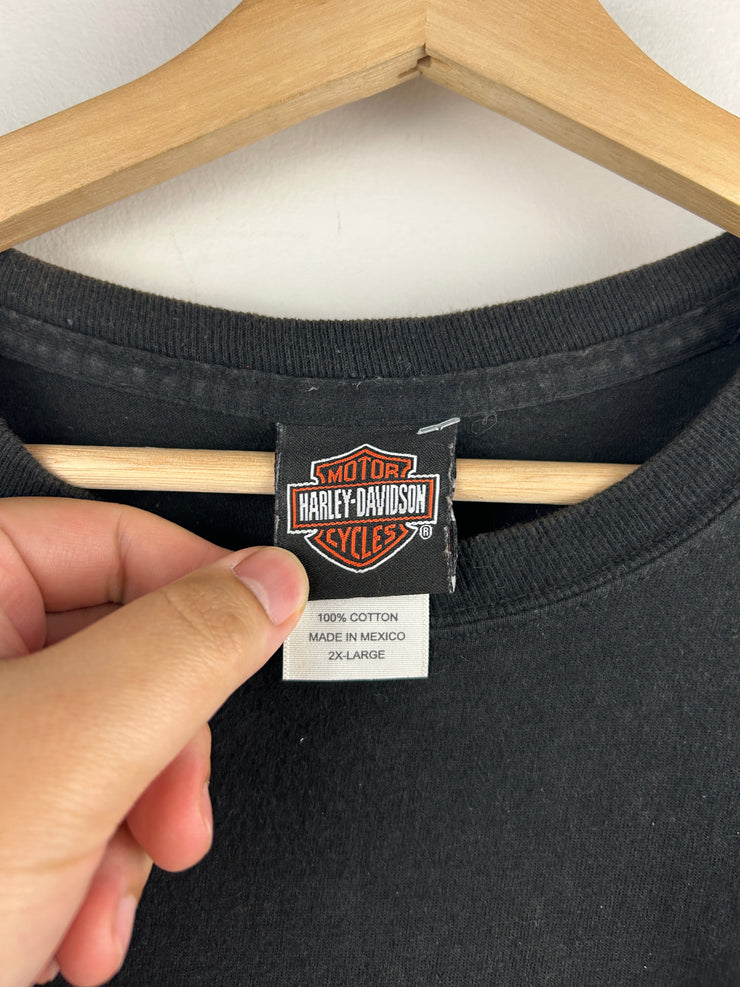 MOTOR
HARLEY-DAVIDSON
CYCLES
®
100% COTTON
MADE IN MEXICO
2X-LARGE